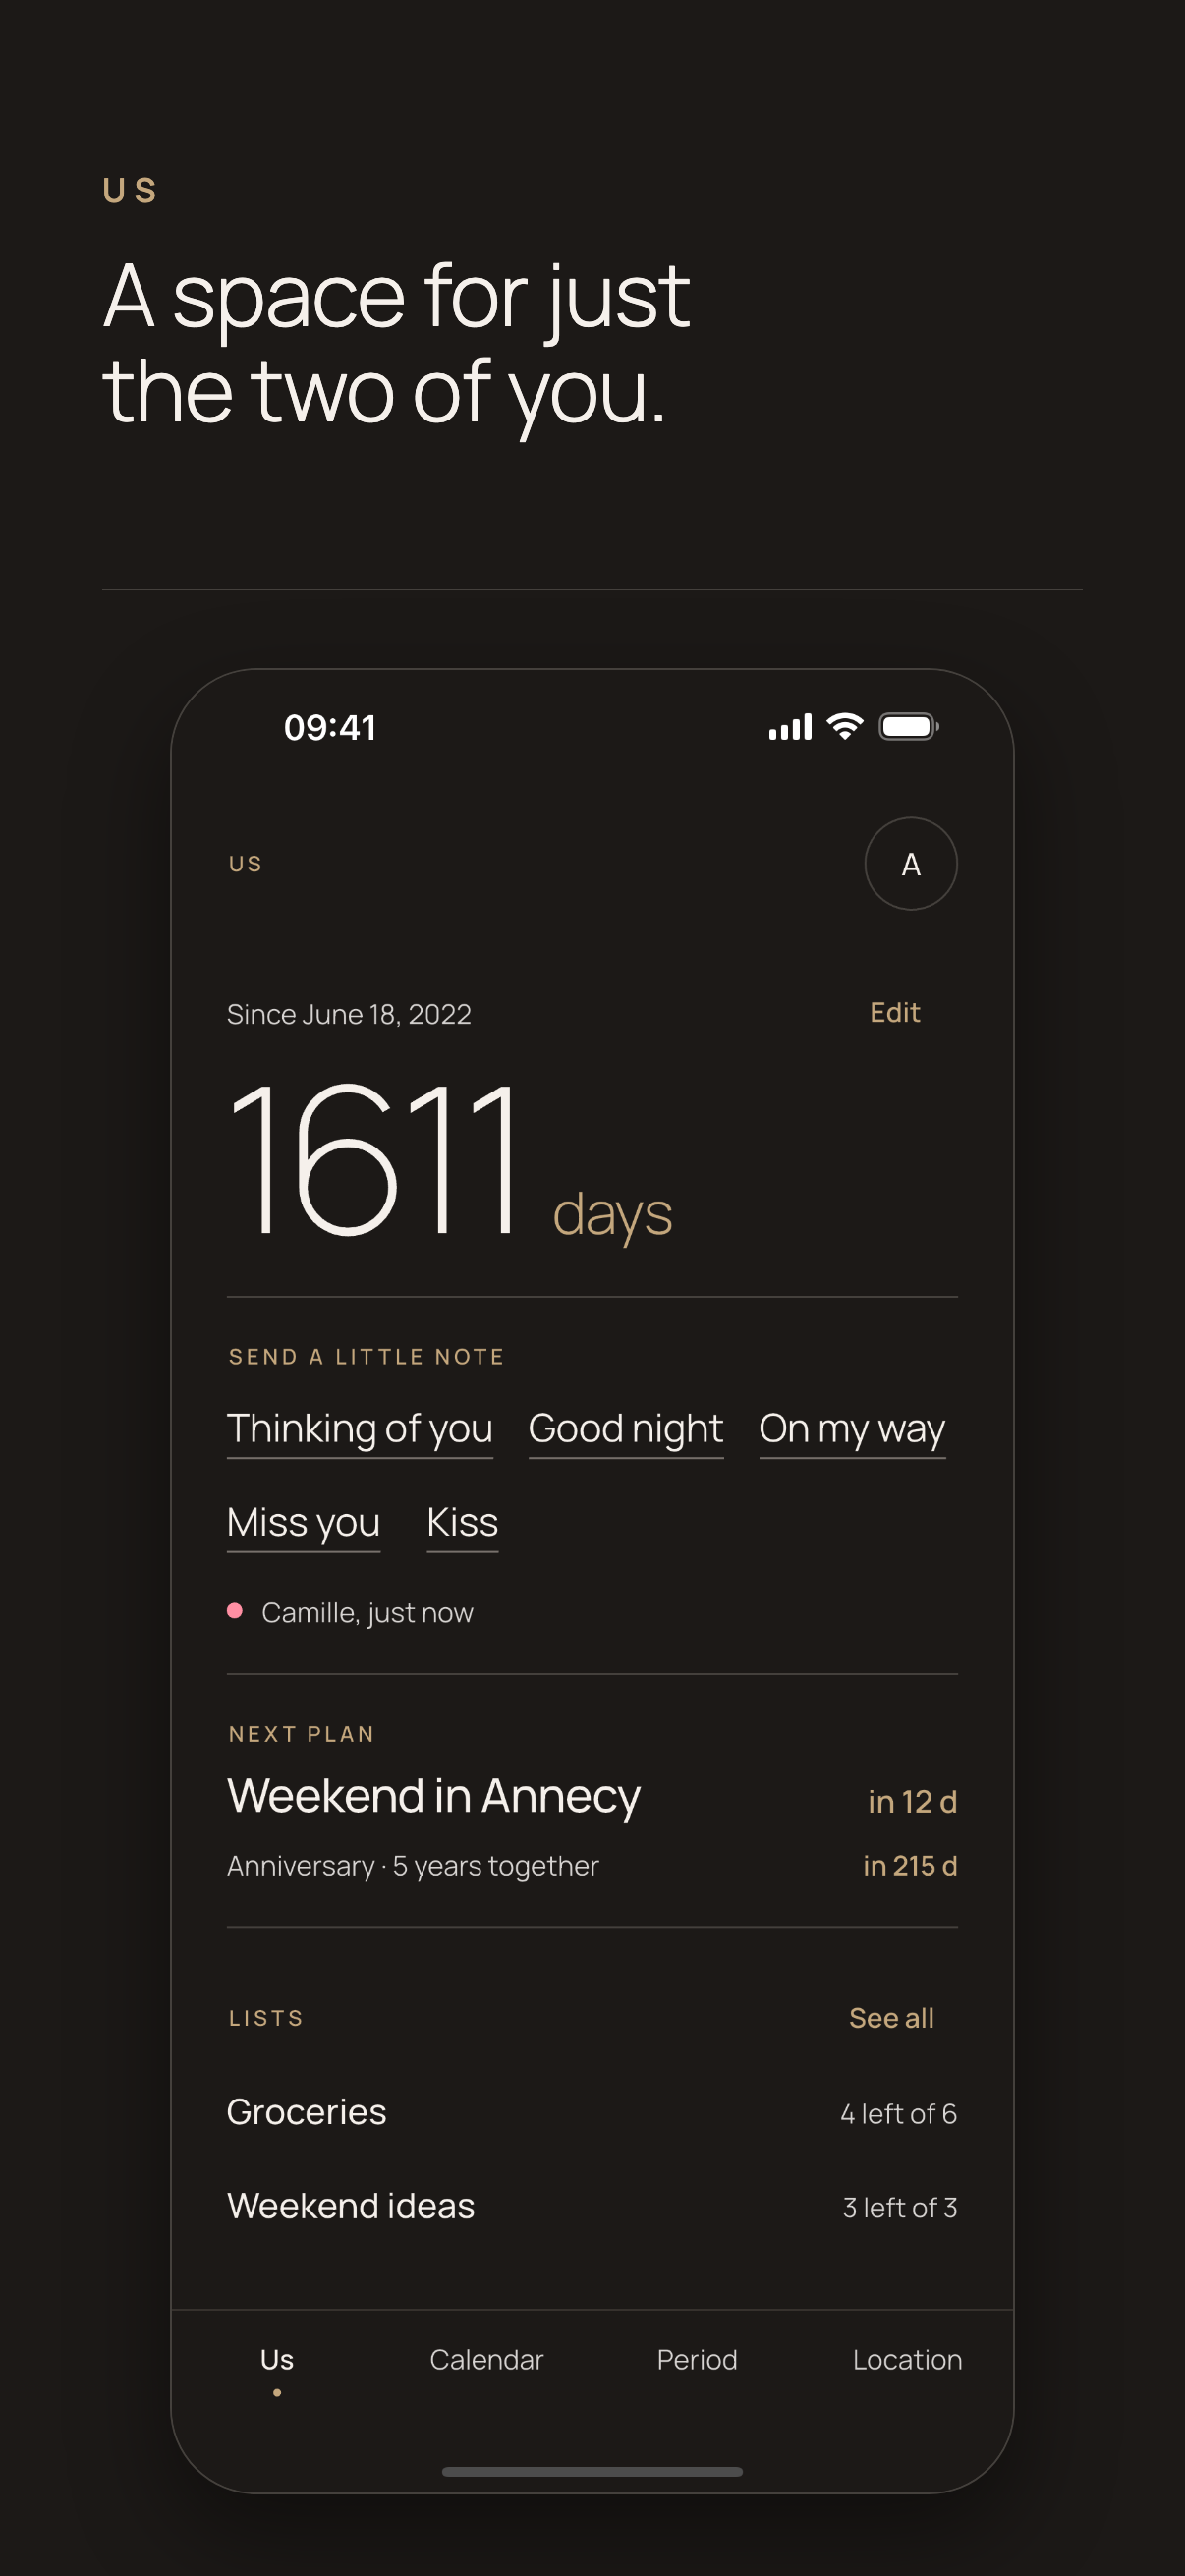 US
A space for just
the two of you.
09:41
US
A
Since June 18, 2022
Edit
1611 days
SEND A LITTLE NOTE
Thinking of you Good night On my way
Miss you Kiss
Camille, just now
NEXT PLAN
Weekend in Annecy in 12 d
Anniversary · 5 years together in 215 d
LISTS See all
Groceries 4 left of 6
Weekend ideas 3 left of 3
Us Calendar Period Location